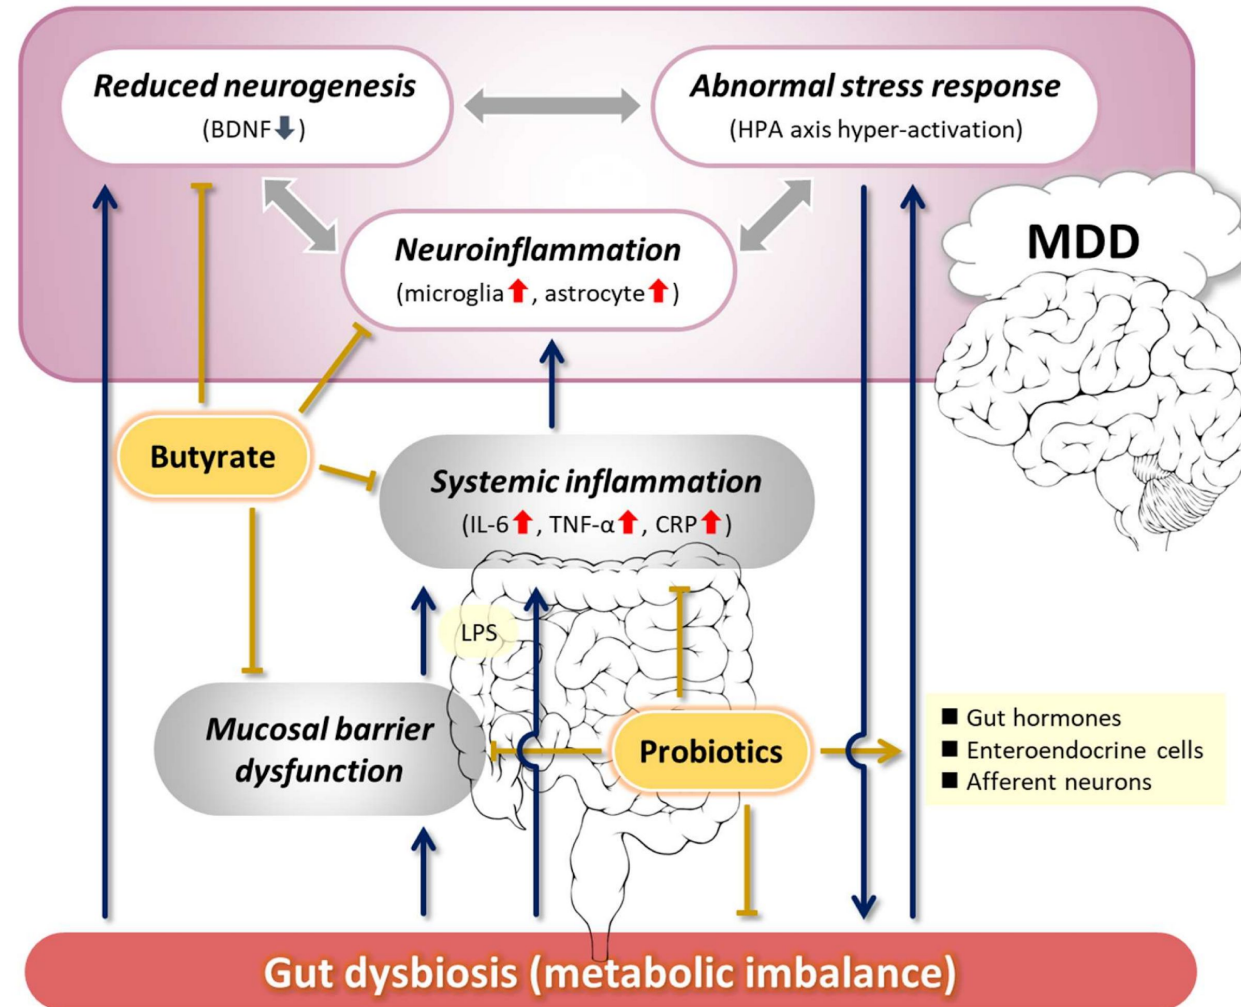 Reduced neurogenesis
(BDNF⬇)
Abnormal stress response
(HPA axis hyper-activation)
Neuroinflammation
(microglia⬆, astrocyte⬆)
MDD
Butyrate
Systemic inflammation
(IL-6⬆, TNF-α⬆, CRP⬆)
LPS
Mucosal barrier
dysfunction
Probiotics
■ Gut hormones
■ Enteroendocrine cells
■ Afferent neurons
Gut dysbiosis (metabolic imbalance)